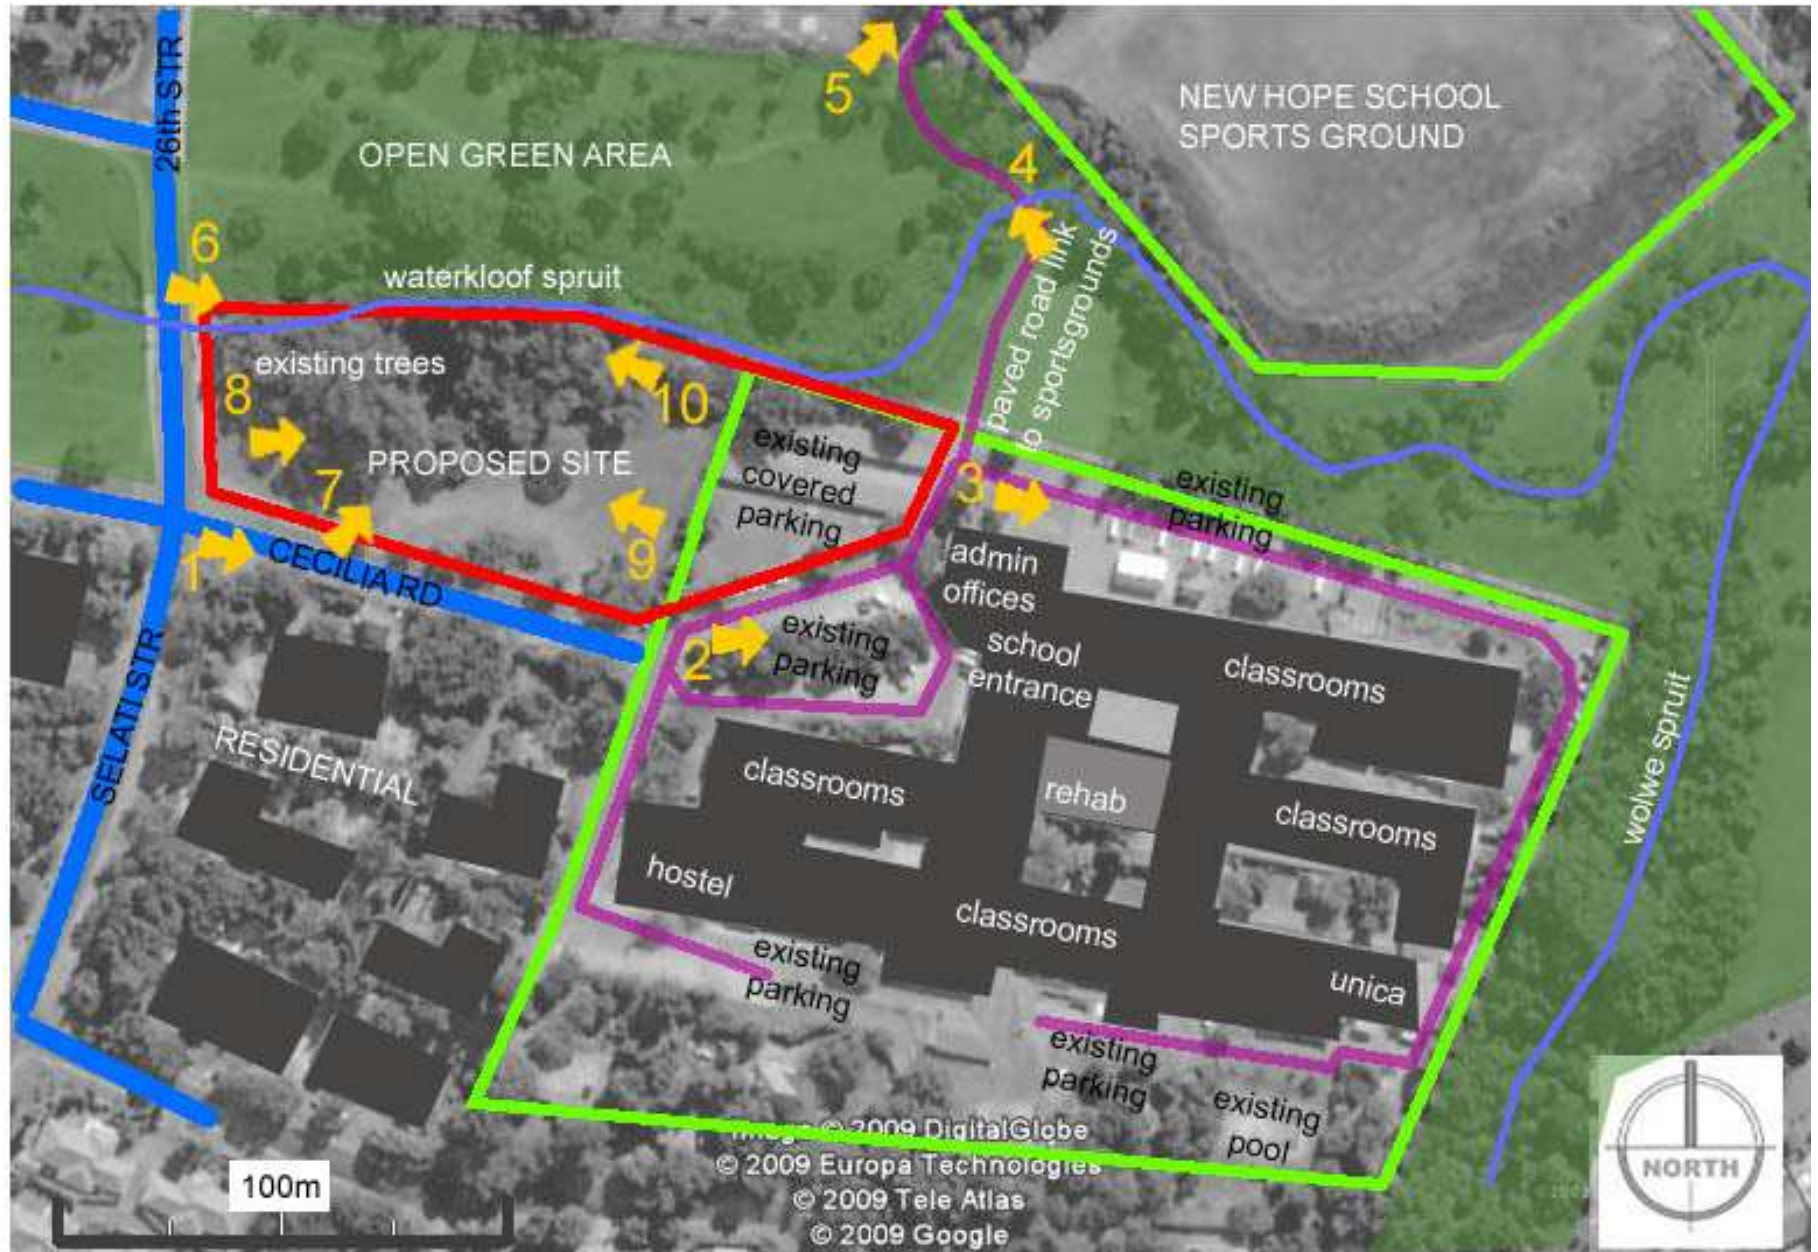 26th STR
5
NEW HOPE SCHOOL
SPORTS GROUND
OPEN GREEN AREA
4
6
waterkloof spruit
paved road link
to sportsgrounds
existing trees
8
10
PROPOSED SITE
7
existing
covered
parking
3
existing
parking
1
CECILIA RD
9
admin
offices
2
existing
parking
school
entrance
classrooms
SELATI STR
RESIDENTIAL
classrooms
rehab
classrooms
wolwe spruit
hostel
classrooms
existing
parking
unica
existing
parking
existing
pool
Image © 2009 DigitalGlobe
© 2009 Europa Technologies
© 2009 Tele Atlas
© 2009 Google
100m
NORTH